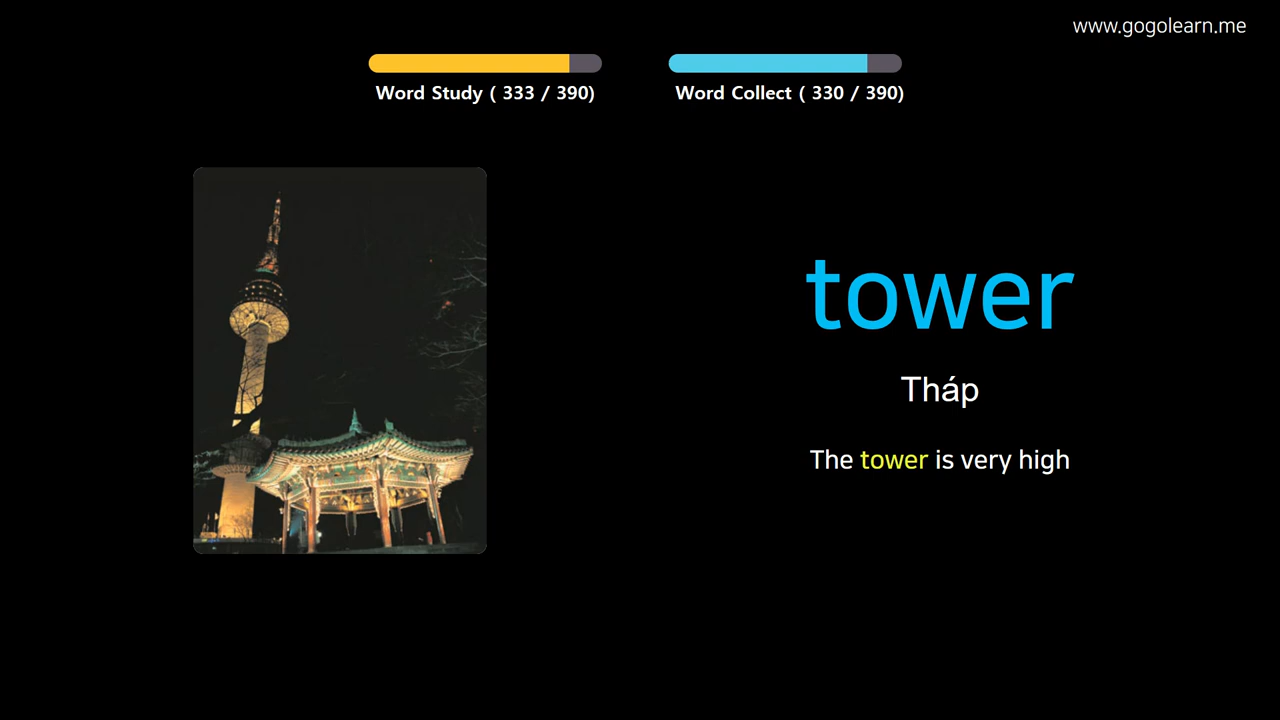 www.gogolearn.me
Word Study ( 333 / 390)
Word Collect ( 330 / 390)
tower
Tháp
The tower is very high